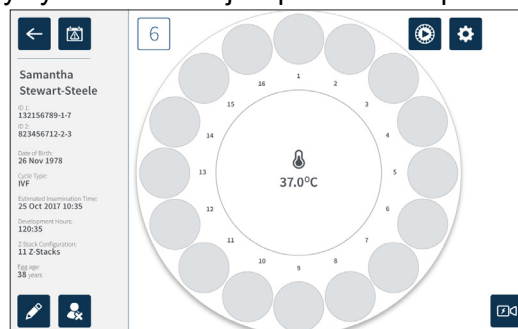 6
Samantha
Stewart-Steele
ID 1:
132156789-1-7
ID 2:
823456712-2-3
Date of Birth:
26 Nov 1978
Cycle Type:
IVF
Estimated Insemination Time:
25 Oct 2017 10:35
Development Hours:
120:35
Z-Stack Configuration:
11 Z-Stacks
Egg age:
38 years
1
2
3
4
5
6
7
8
9
10
11
12
13
14
15
16
37.0°C